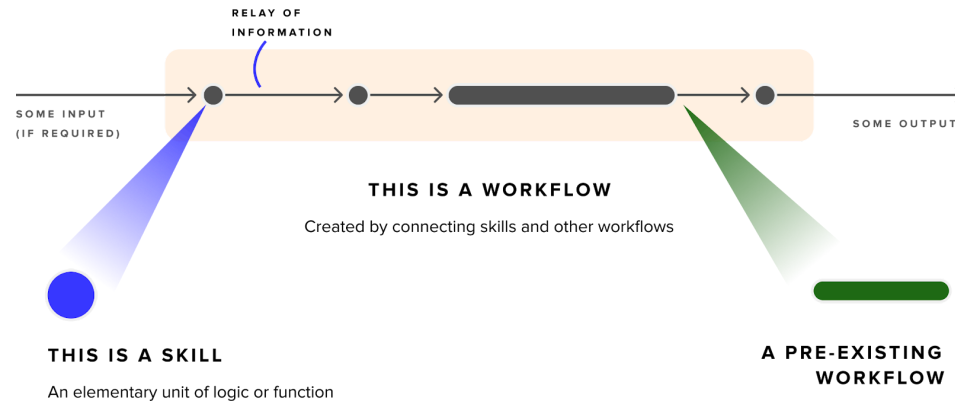 RELAY OF
INFORMATION
SOME INPUT
(IF REQUIRED)
SOME OUTPUT
THIS IS A WORKFLOW
Created by connecting skills and other workflows
THIS IS A SKILL
An elementary unit of logic or function
A PRE-EXISTING
WORKFLOW